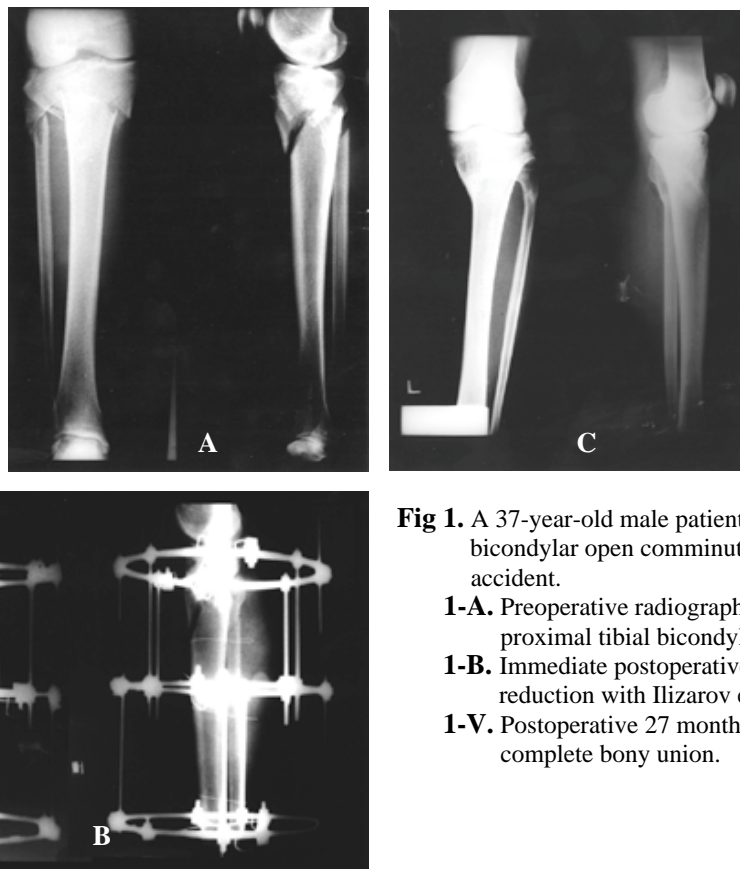 A
C
L
B
Fig 1. A 37-year-old male patient
bicondylar open comminut
accident.
1-A. Preoperative radiograph
proximal tibial bicondyl
1-B. Immediate postoperative
reduction with Ilizarov e
1-V. Postoperative 27 month
complete bony union.